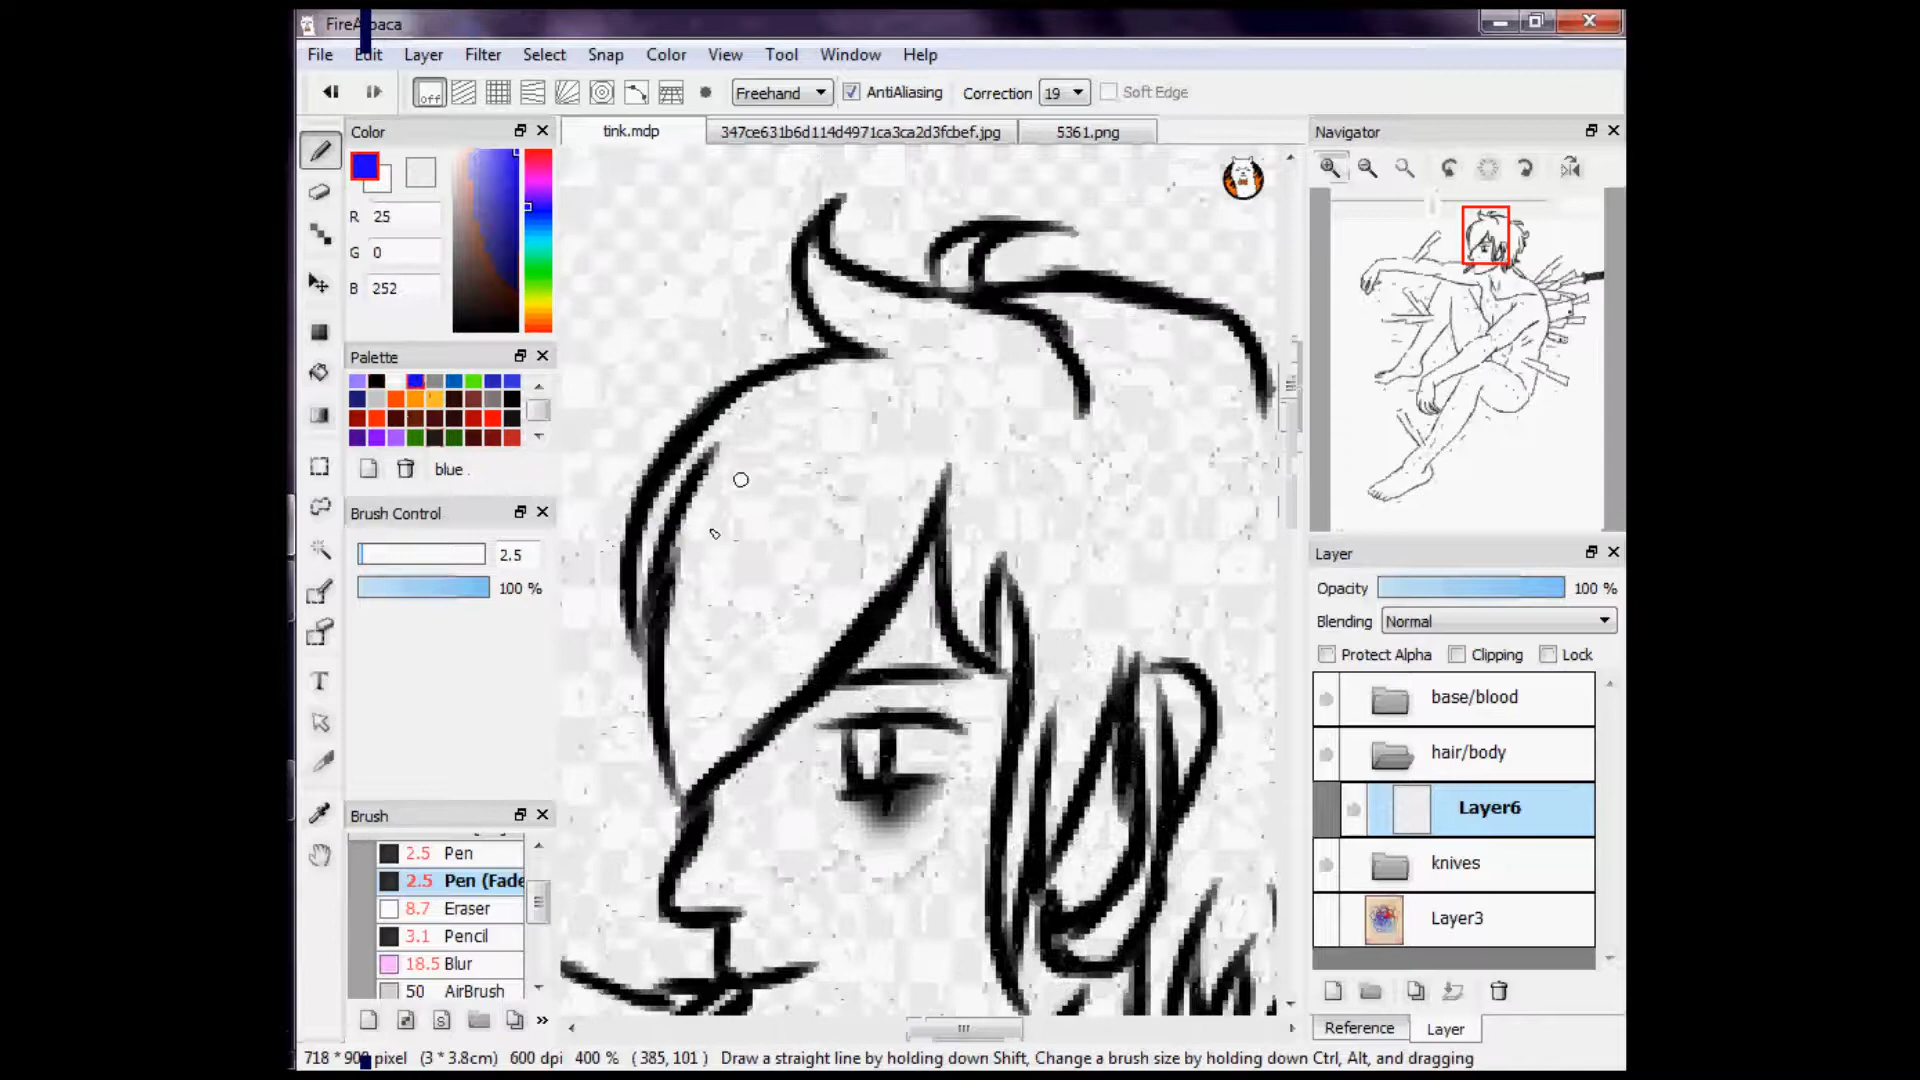 FireAlpaca
File Edit Layer Filter Select Snap Color View Tool Window Help
off Freehand AntiAliasing Correction 19 Soft Edge
Color
R 25
G 0
B 252
Palette
blue .
Brush Control
2.5
100 %
Brush
2.5 Pen
2.5 Pen (Fade
8.7 Eraser
3.1 Pencil
18.5 Blur
50 AirBrush
tink.mdp 347ce631b6d114d4971ca3ca2d3fcbef.jpg 5361.png
Navigator
Layer
Opacity 100 %
Blending Normal
Protect Alpha Clipping Lock
base/blood
hair/body
Layer6
knives
Layer3
Reference Layer
pixel (3 * 3.8cm) 600 dpi 400 % ( 385, 101 ) Draw a straight line by holding down Shift, Change a brush size by holding down Ctrl, Alt, and dragging